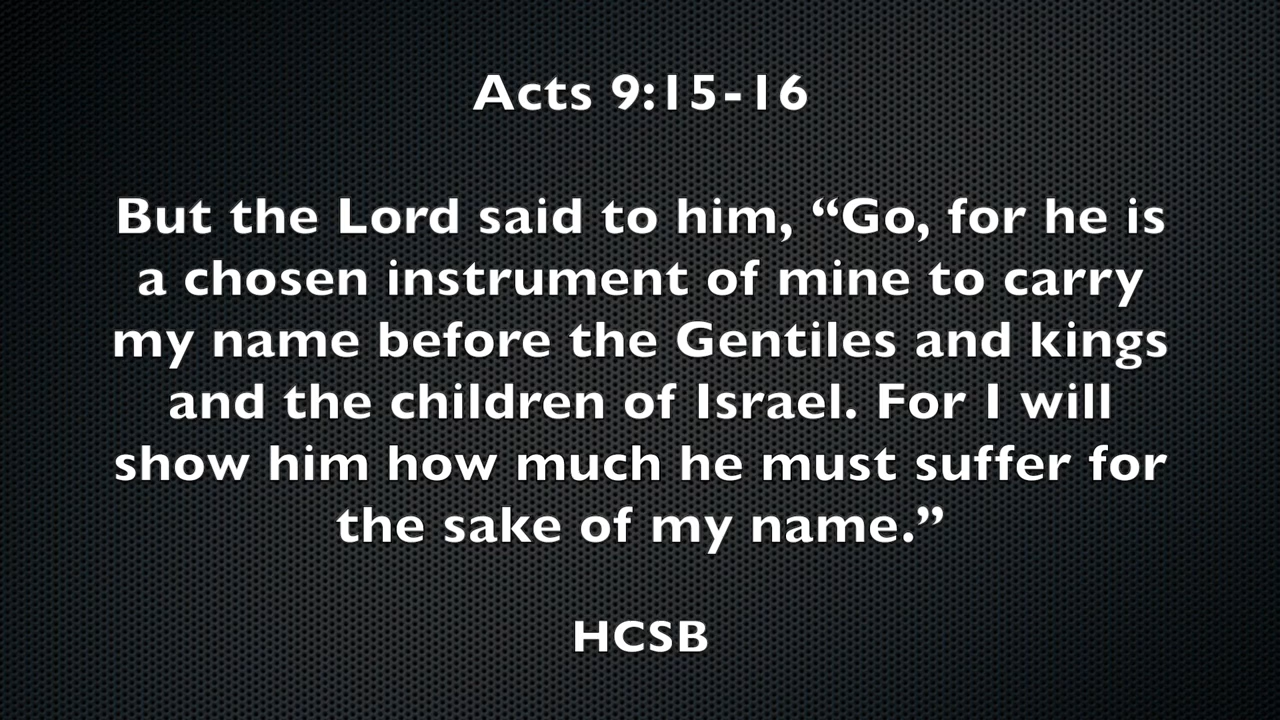 Acts 9:15-16
But the Lord said to him, “Go, for he is
a chosen instrument of mine to carry
my name before the Gentiles and kings
and the children of Israel. For I will
show him how much he must suffer for
the sake of my name.”
HCSB